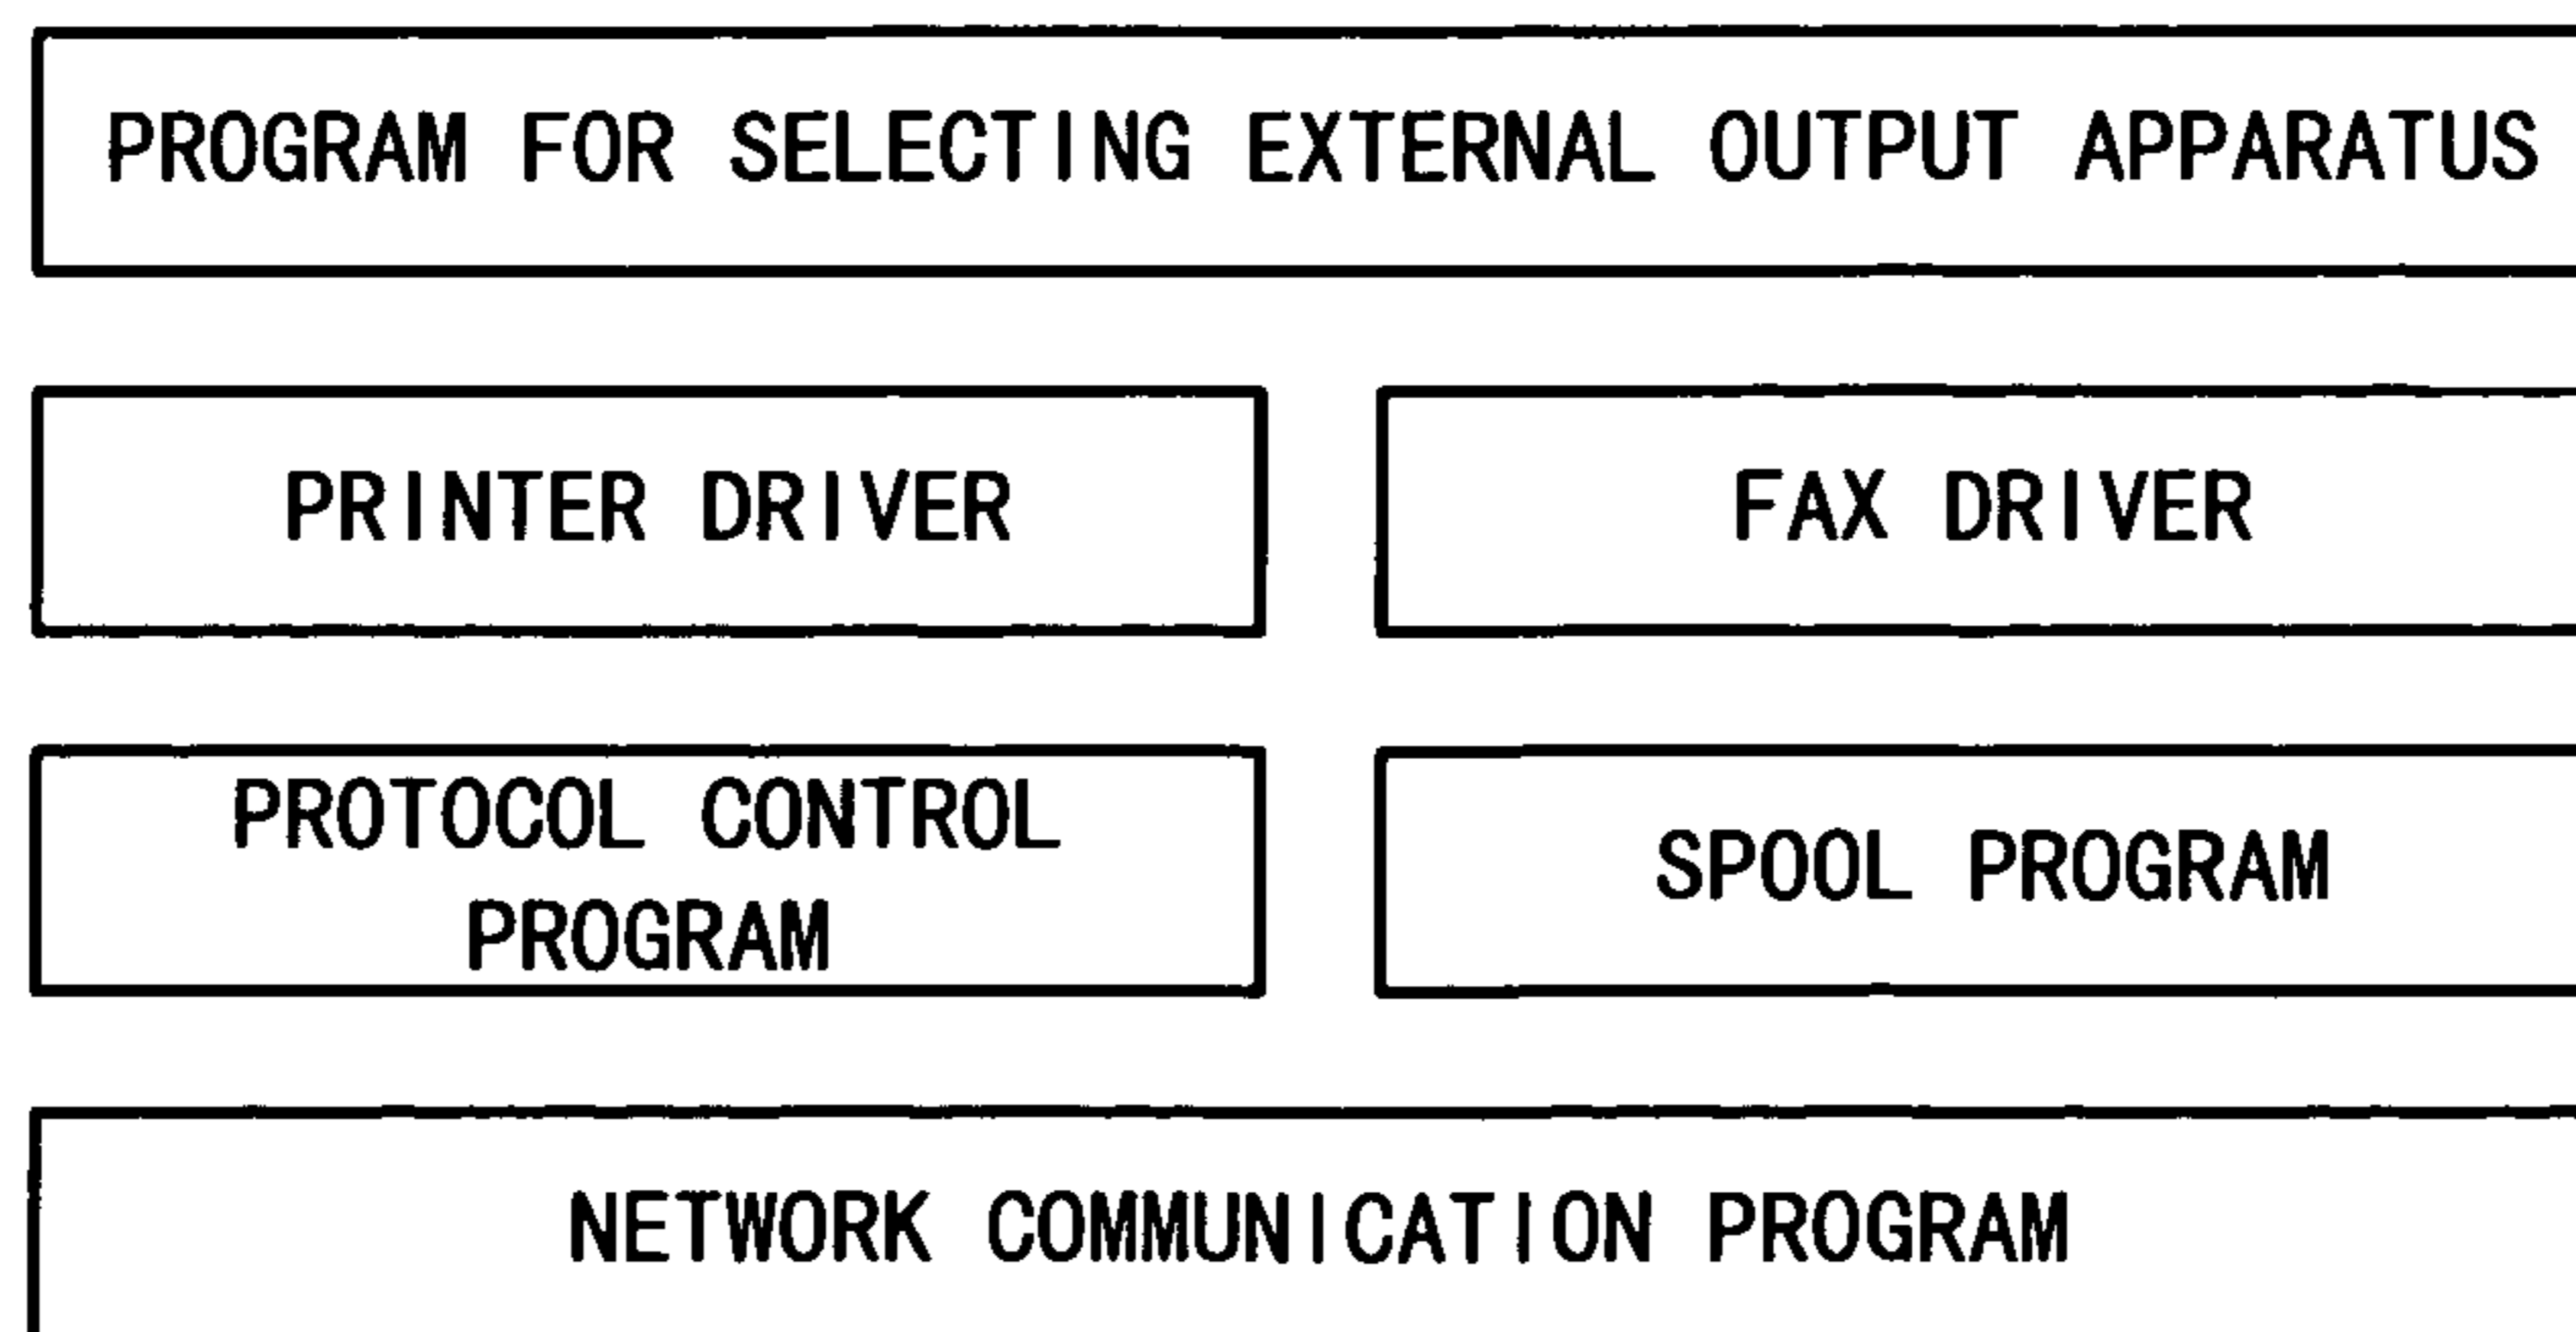 PROGRAM FOR SELECTING EXTERNAL OUTPUT APPARATUS
PRINTER DRIVER
FAX DRIVER
PROTOCOL CONTROL
PROGRAM
SPOOL PROGRAM
NETWORK COMMUNICATION PROGRAM